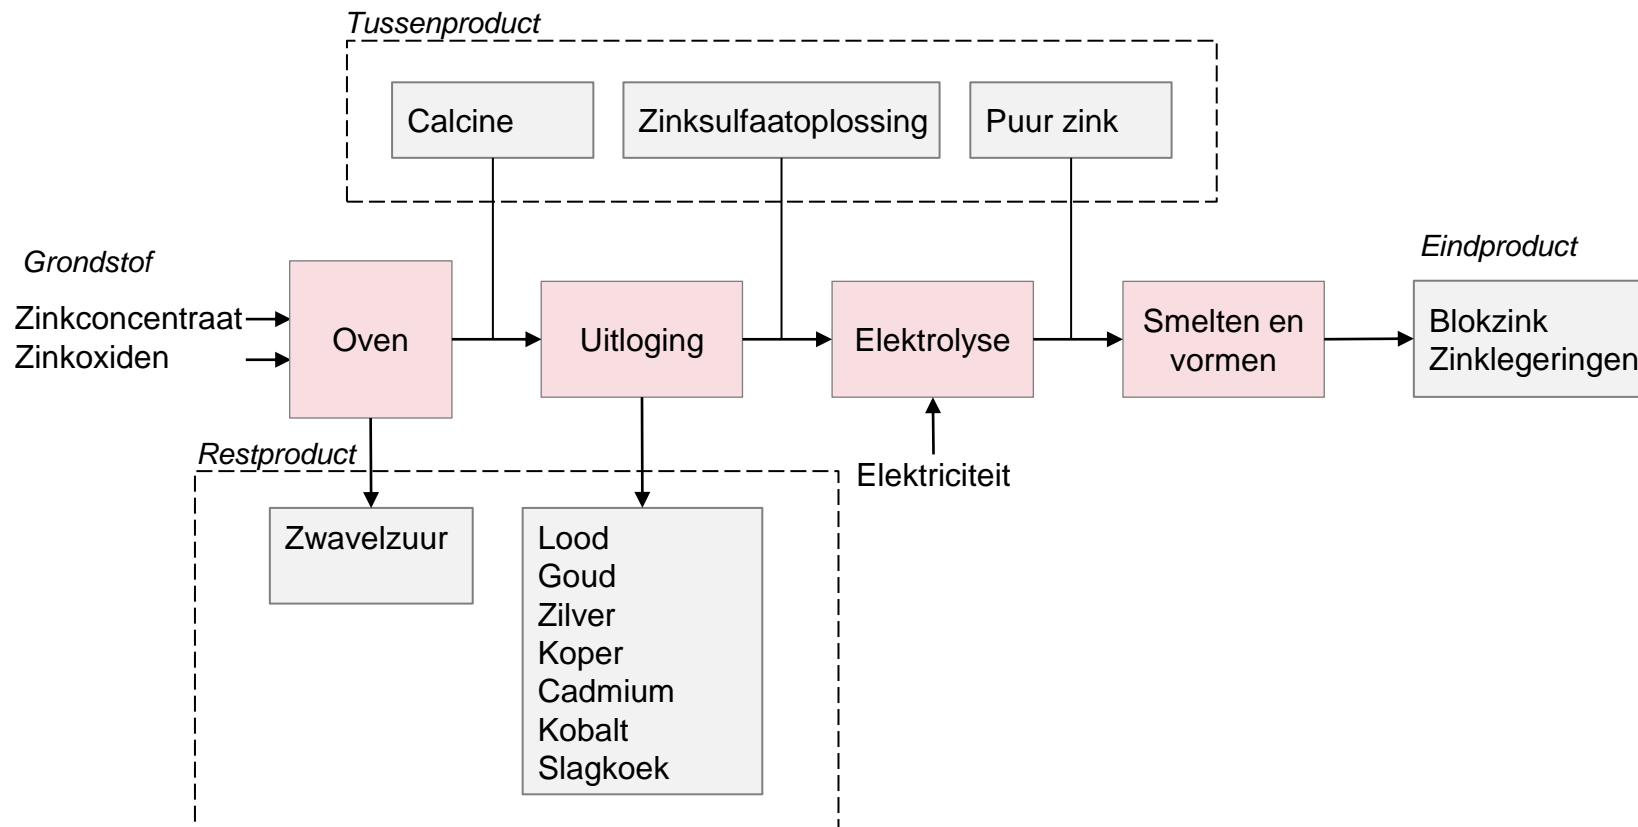 Tussenproduct
Calcine
Zinksulfaatoplossing
Puur zink
Grondstof
Zinkconcentraat
Zinkoxiden
Oven
Uitloging
Elektrolyse
Smelten en
vormen
Eindproduct
Blokzink
Zinklegeringen
Elektriciteit
Restproduct
Zwavelzuur
Lood
Goud
Zilver
Koper
Cadmium
Kobalt
Slagkoek